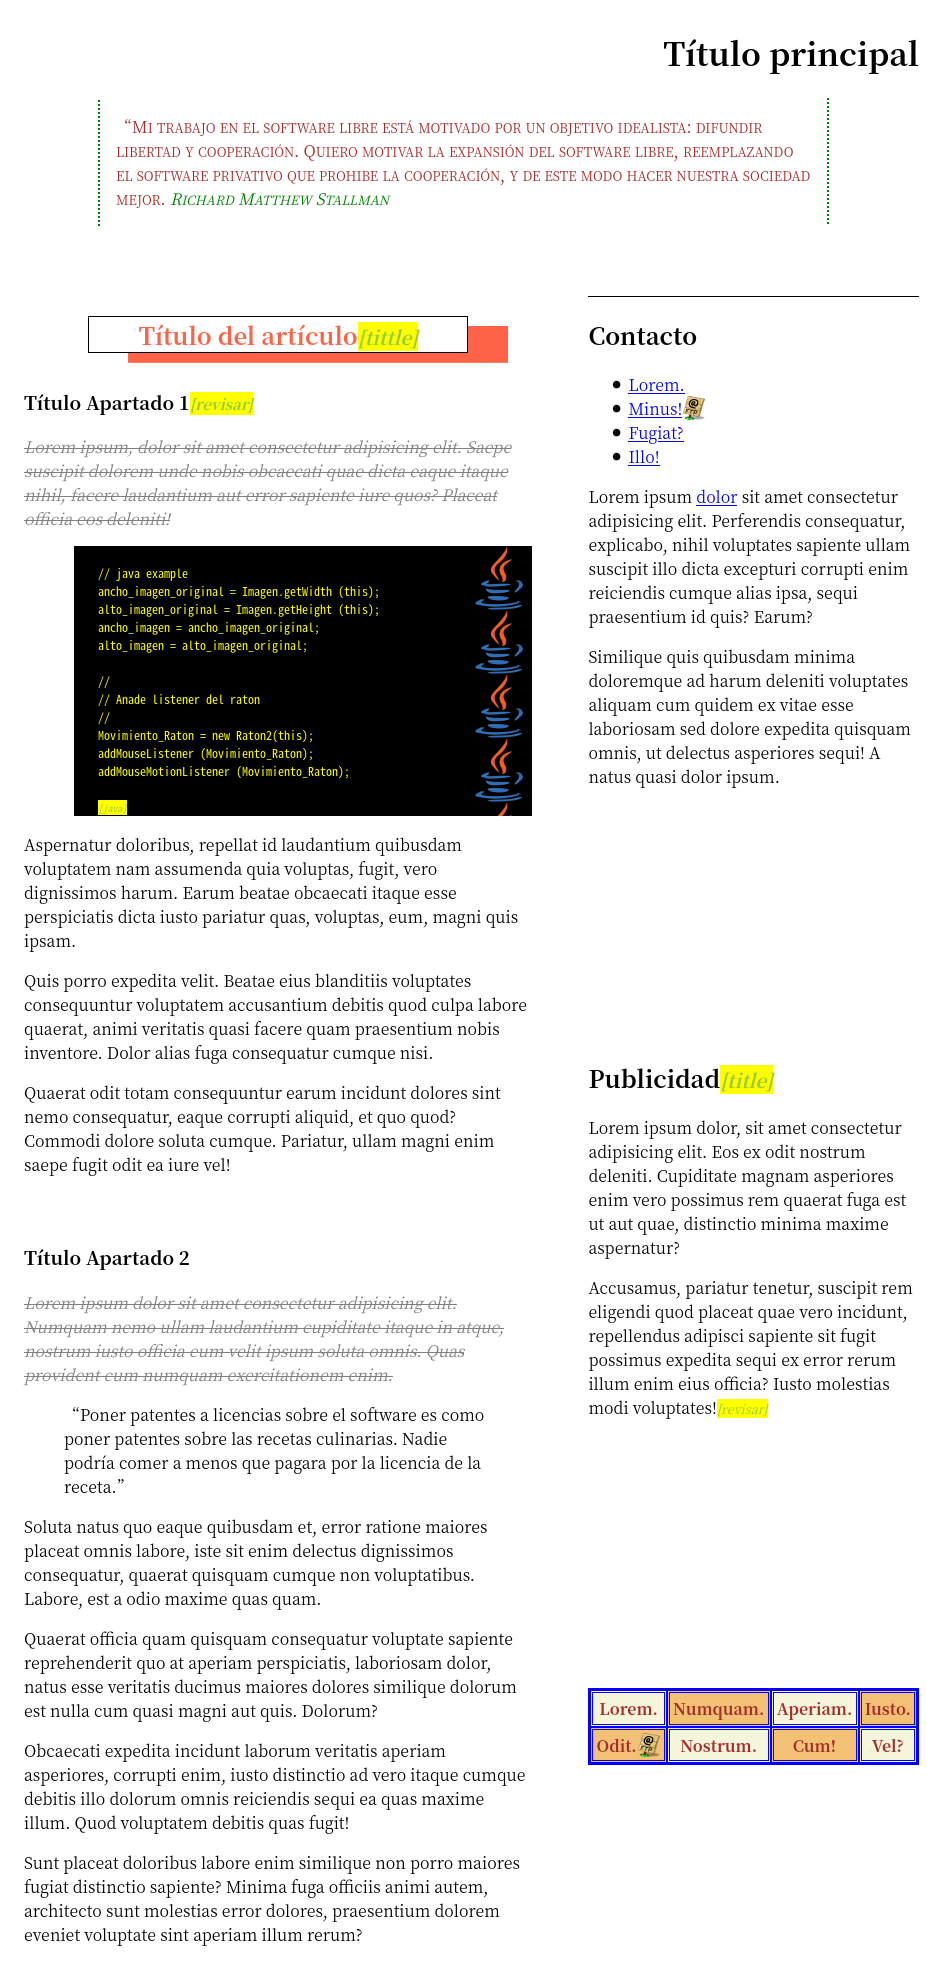 Título principal
“Mi trabajo en el software libre está motivado por un objetivo idealista: difundir
libertad y cooperación. Quiero motivar la expansión del software libre, reemplazando
el software privativo que prohibe la cooperación, y de este modo hacer nuestra sociedad
mejor. Richard Matthew Stallman
Título del artículo[tittle]
Título Apartado 1[revisar]
Lorem ipsum, dolor sit amet consectetur adipisicing elit. Saepe
suscipit dolorem unde nobis obcaecati quae dicta eaque itaque
nihil, facere laudantium aut error sapiente iure quos? Placeat
officia eos deleniti!
// java example
ancho_imagen_original = Imagen.getWidth (this);
alto_imagen_original = Imagen.getHeight (this);
ancho_imagen = ancho_imagen_original;
alto_imagen = alto_imagen_original;
//
// Anade listener del raton
//
Movimiento_Raton = new Raton2(this);
addMouseListener (Movimiento_Raton);
addMouseMotionListener (Movimiento_Raton);
[java]
Aspernatur doloribus, repellat id laudantium quibusdam
voluptatem nam assumenda quia voluptas, fugit, vero
dignissimos harum. Earum beatae obcaecati itaque esse
perspiciatis dicta iusto pariatur quas, voluptas, eum, magni quis
ipsam.
Quis porro expedita velit. Beatae eius blanditiis voluptates
consequuntur voluptatem accusantium debitis quod culpa labore
quaerat, animi veritatis quasi facere quam praesentium nobis
inventore. Dolor alias fuga consequatur cumque nisi.
Quaerat odit totam consequuntur earum incidunt dolores sint
nemo consequatur, eaque corrupti aliquid, et quo quod?
Commodi dolore soluta cumque. Pariatur, ullam magni enim
saepe fugit odit ea iure vel!
Título Apartado 2
Lorem ipsum dolor sit amet consectetur adipisicing elit.
Numquam nemo ullam laudantium cupiditate itaque in atque,
nostrum iusto officia cum velit ipsum soluta omnis. Quas
provident cum numquam exercitationem enim.
“Poner patentes a licencias sobre el software es como
poner patentes sobre las recetas culinarias. Nadie
podría comer a menos que pagara por la licencia de la
receta.”
Soluta natus quo eaque quibusdam et, error ratione maiores
placeat omnis labore, iste sit enim delectus dignissimos
consequatur, quaerat quisquam cumque non voluptatibus.
Labore, est a odio maxime quas quam.
Quaerat officia quam quisquam consequatur voluptate sapiente
reprehenderit quo at aperiam perspiciatis, laboriosam dolor,
natus esse veritatis ducimus maiores dolores similique dolorum
est nulla cum quasi magni aut quis. Dolorum?
Obcaecati expedita incidunt laborum veritatis aperiam
asperiores, corrupti enim, iusto distinctio ad vero itaque cumque
debitis illo dolorum omnis reiciendis sequi ea quas maxime
illum. Quod voluptatem debitis quas fugit!
Sunt placeat doloribus labore enim similique non porro maiores
fugiat distinctio sapiente? Minima fuga officiis animi autem,
architecto sunt molestias error dolores, praesentium dolorem
eveniet voluptate sint aperiam illum rerum?
Contacto
Lorem.
Minus!
Fugiat?
Illo!
Lorem ipsum dolor sit amet consectetur
adipisicing elit. Perferendis consequatur,
explicabo, nihil voluptates sapiente ullam
suscipit illo dicta excepturi corrupti enim
reiciendis cumque alias ipsa, sequi
praesentium id quis? Earum?
Similique quis quibusdam minima
doloremque ad harum deleniti voluptates
aliquam cum quidem ex vitae esse
laboriosam sed dolore expedita quisquam
omnis, ut delectus asperiores sequi! A
natus quasi dolor ipsum.
Publicidad[title]
Lorem ipsum dolor, sit amet consectetur
adipisicing elit. Eos ex odit nostrum
deleniti. Cupiditate magnam asperiores
enim vero possimus rem quaerat fuga est
ut aut quae, distinctio minima maxime
aspernatur?
Accusamus, pariatur tenetur, suscipit rem
eligendi quod placeat quae vero incidunt,
repellendus adipisci sapiente sit fugit
possimus expedita sequi ex error rerum
illum enim eius officia? Iusto molestias
modi voluptates![revisar]
Lorem. Numquam. Aperiam. Iusto.
Odit. Nostrum. Cum! Vel?